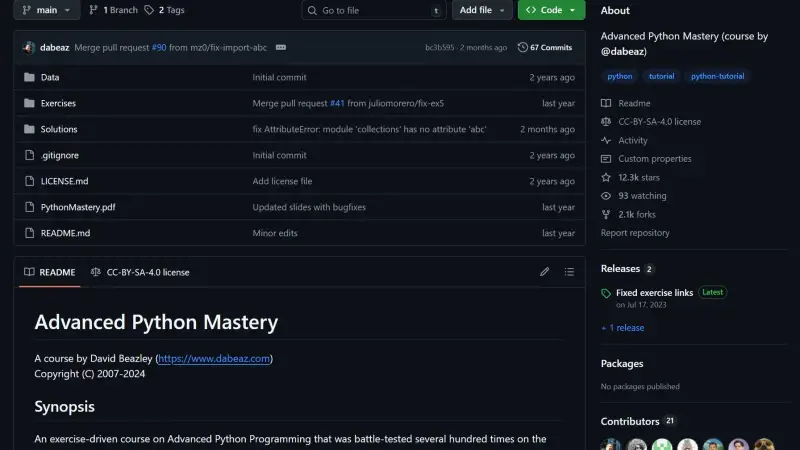 main
1 Branch
2 Tags
Go to file
t
Add file
<> Code
dabeaz Merge pull request #90 from mz0/fix-import-abc
bc3b595 · 2 months ago
67 Commits
Data Initial commit 2 years ago
Exercises Merge pull request #41 from juliomorero/fix-ex5 last year
Solutions fix AttributeError: module 'collections' has no attribute 'abc' 2 months ago
.gitignore Initial commit 2 years ago
LICENSE.md Add license file 2 years ago
PythonMastery.pdf Updated slides with bugfixes last year
README.md Minor edits last year
README
CC-BY-SA-4.0 license
Advanced Python Mastery
A course by David Beazley (https://www.dabeaz.com)
Copyright (C) 2007-2024
Synopsis
An exercise-driven course on Advanced Python Programming that was battle-tested several hundred times on the
About
Advanced Python Mastery (course by
@dabeaz)
python tutorial python-tutorial
Readme
CC-BY-SA-4.0 license
Activity
Custom properties
12.3k stars
93 watching
2.1k forks
Report repository
Releases 2
Fixed exercise links Latest
on Jul 17, 2023
+ 1 release
Packages
No packages published
Contributors 21